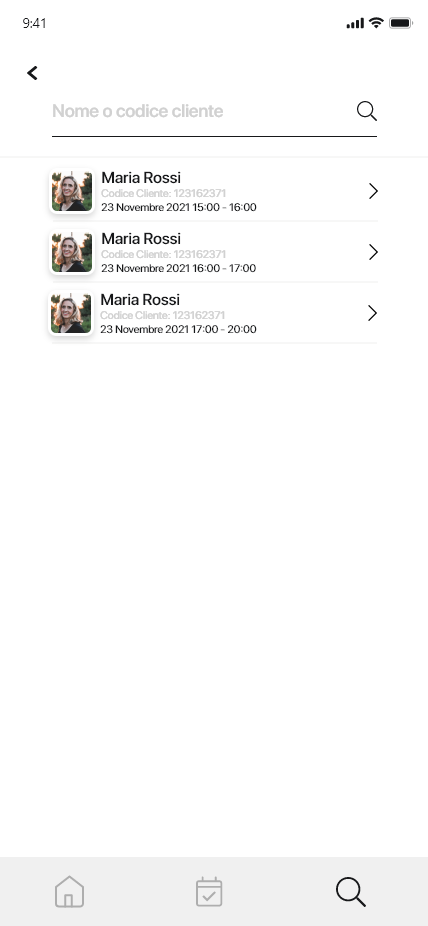 9:41
Nome o codice cliente
Maria Rossi
Codice Cliente: 123162371
23 Novembre 2021 15:00 - 16:00
Maria Rossi
Codice Cliente: 123162371
23 Novembre 2021 16:00 - 17:00
Maria Rossi
Codice Cliente: 123162371
23 Novembre 2021 17:00 - 20:00